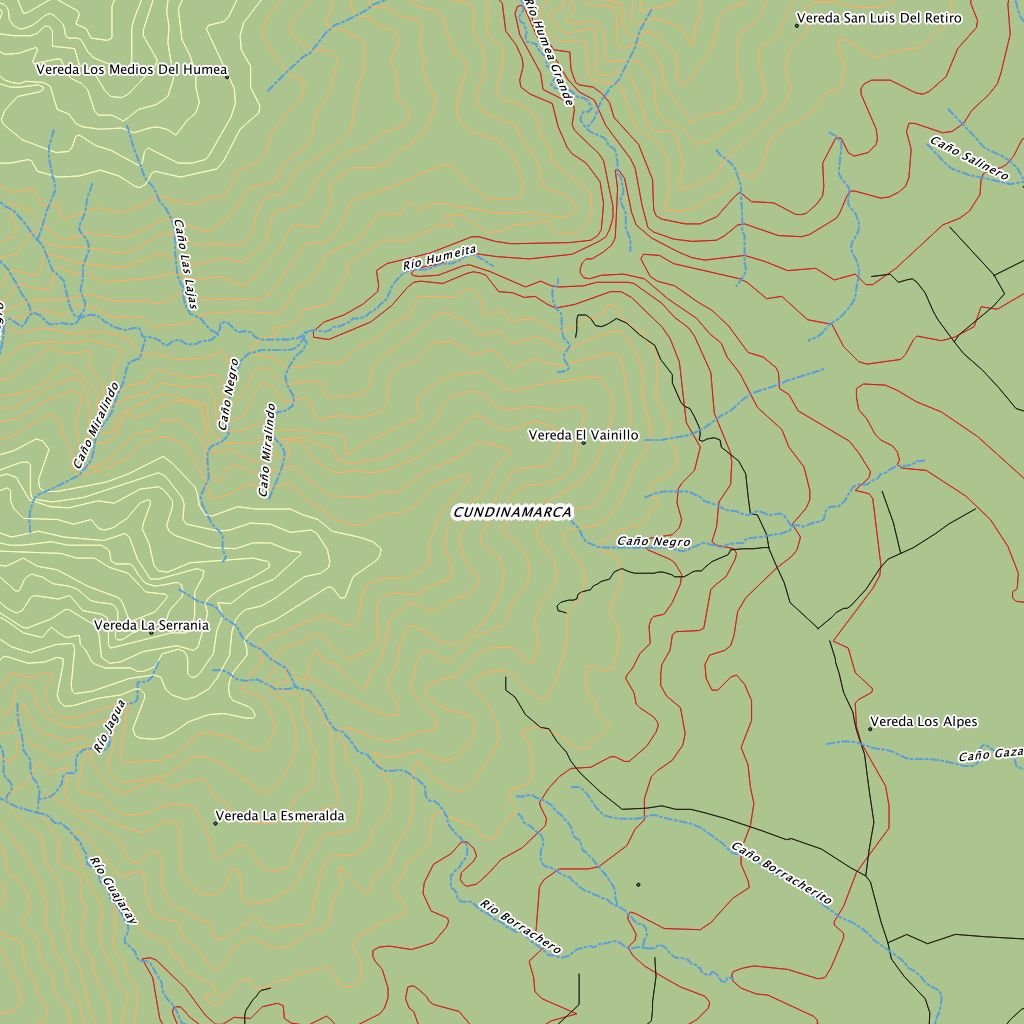 Río Humea Grande
Vereda San Luis Del Retiro
Vereda Los Medios Del Humea
Caño Salinero
Caño Las Lajas
Río Humeita
Caño Miralindo
Caño Negro
Caño Miralindo
Vereda El Vainillo
CUNDINAMARCA
Caño Negro
Vereda La Serrania
Río Jagua
Vereda Los Alpes
Caño Gaza
Vereda La Esmeralda
Río Guajaray
Caño Borracherito
Río Borrachero